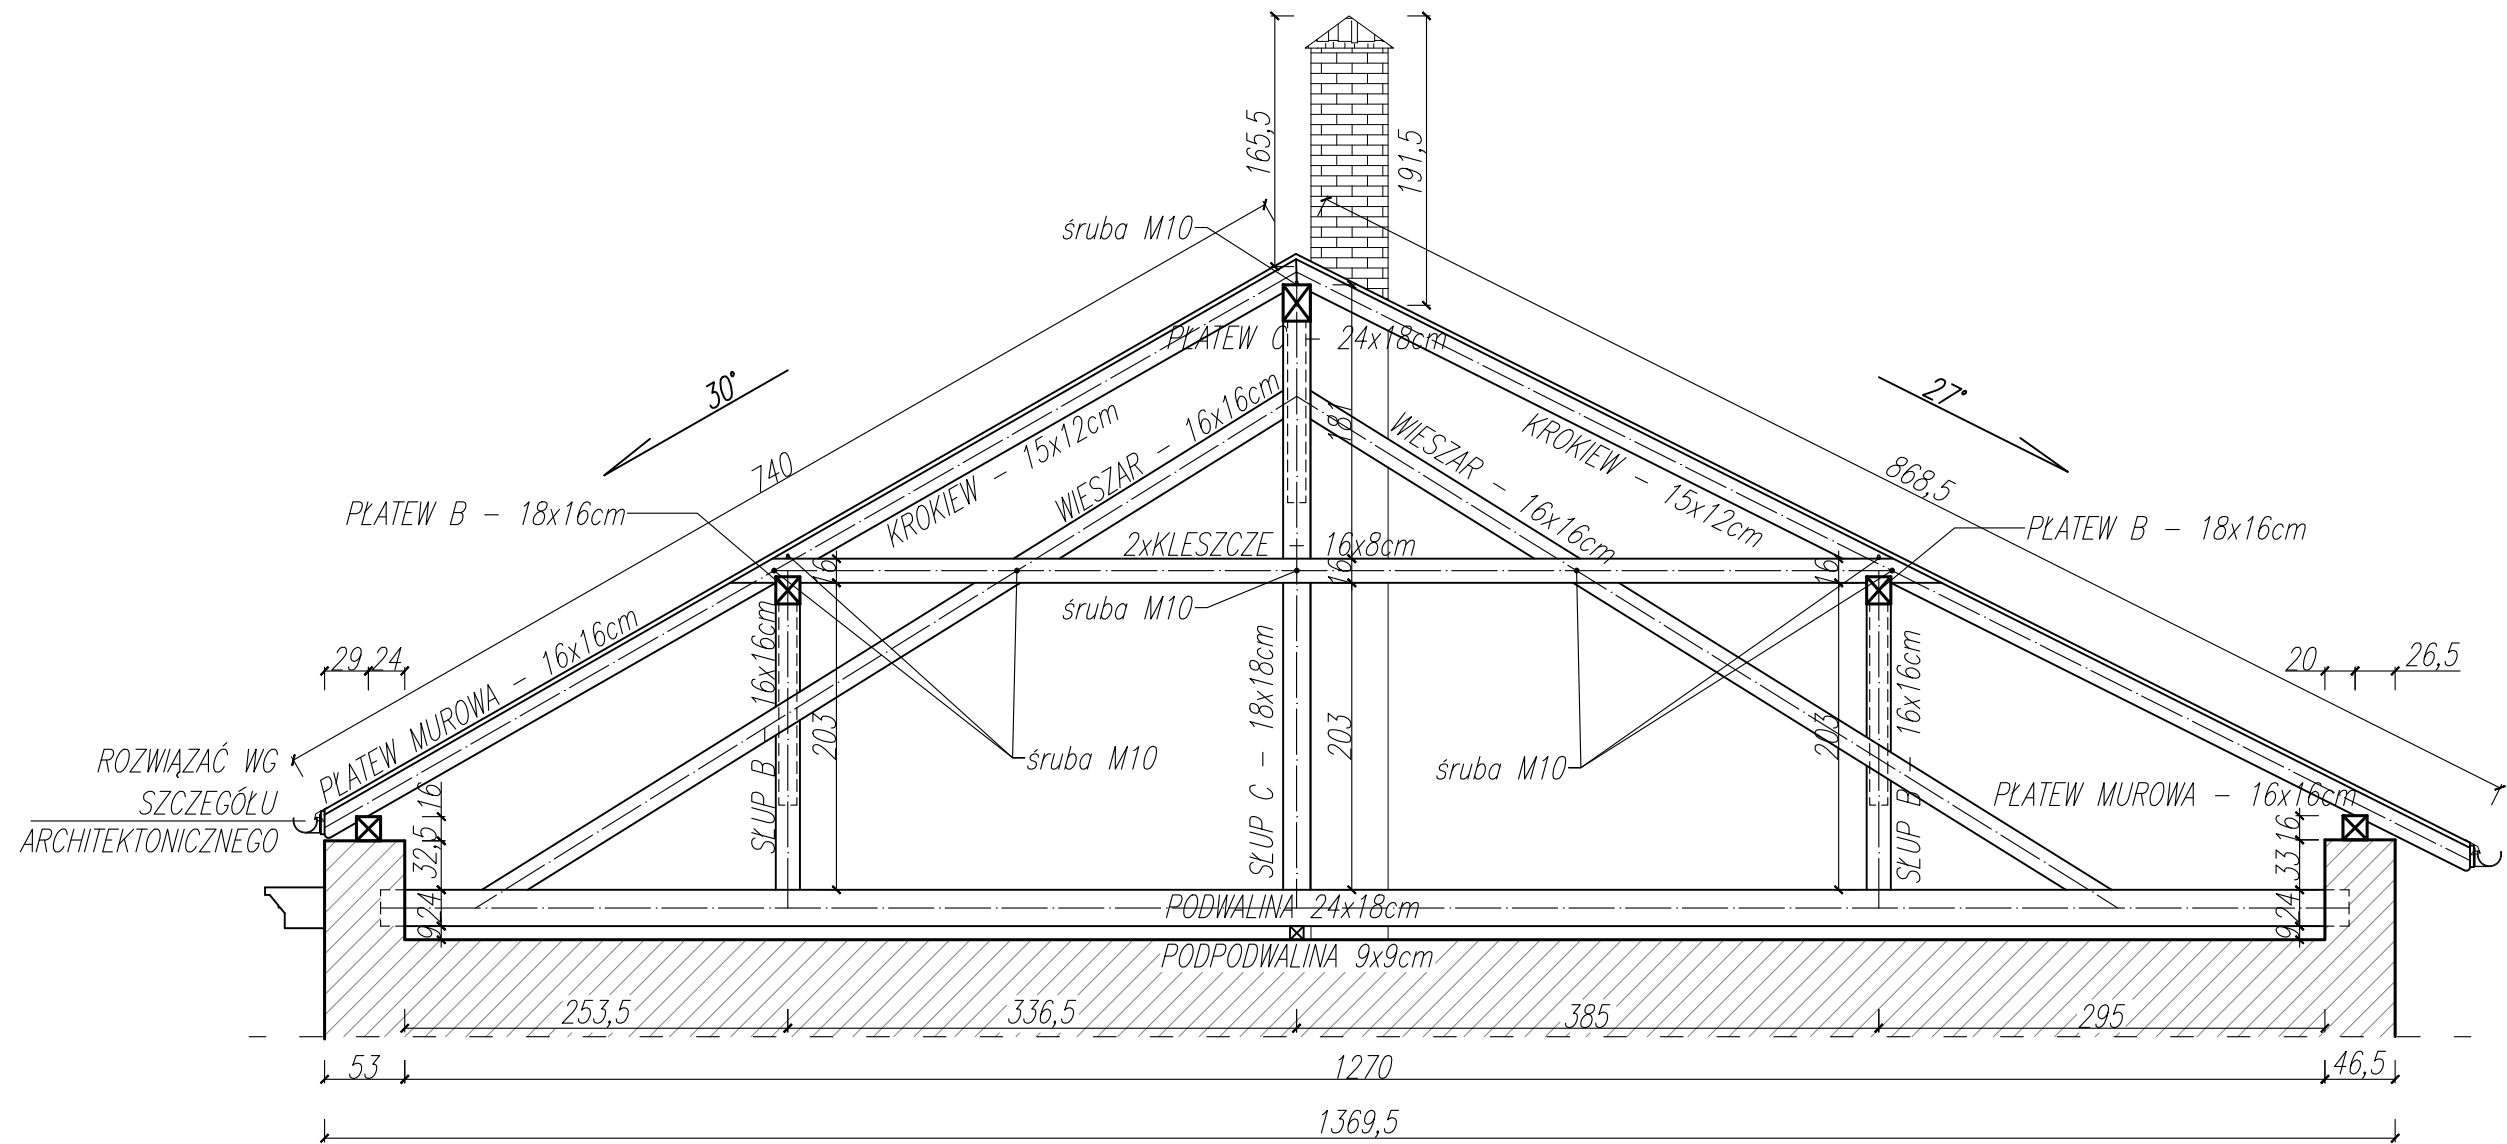 165,5
191,5
śruba M10
PŁATEW C - 24x18cm
30°
27°
740
868,5
KROKIEW - 15x12cm
WIESZAR - 16x16cm
187
WIESZAR - 16x16cm
KROKIEW - 15x12cm
PŁATEW B - 18x16cm
PŁATEW B - 18x16cm
2xKLESZCZE - 16x8cm
16
16
16
śruba M10
29
24
20
26,5
PŁATEW MUROWA - 16x16cm
SŁUP B - 16x16cm
203
SŁUP C - 18x18cm
203
203
SŁUP B - 16x16cm
śruba M10
śruba M10
ROZWIĄZAĆ WG
SZCZEGÓŁU
ARCHITEKTONICZNEGO
PŁATEW MUROWA - 16x16cm
16
32,5
24
9
16
33
24
9
PODWALINA 24x18cm
PODPODWALINA 9x9cm
253,5
336,5
385
295
53
1270
46,5
1369,5